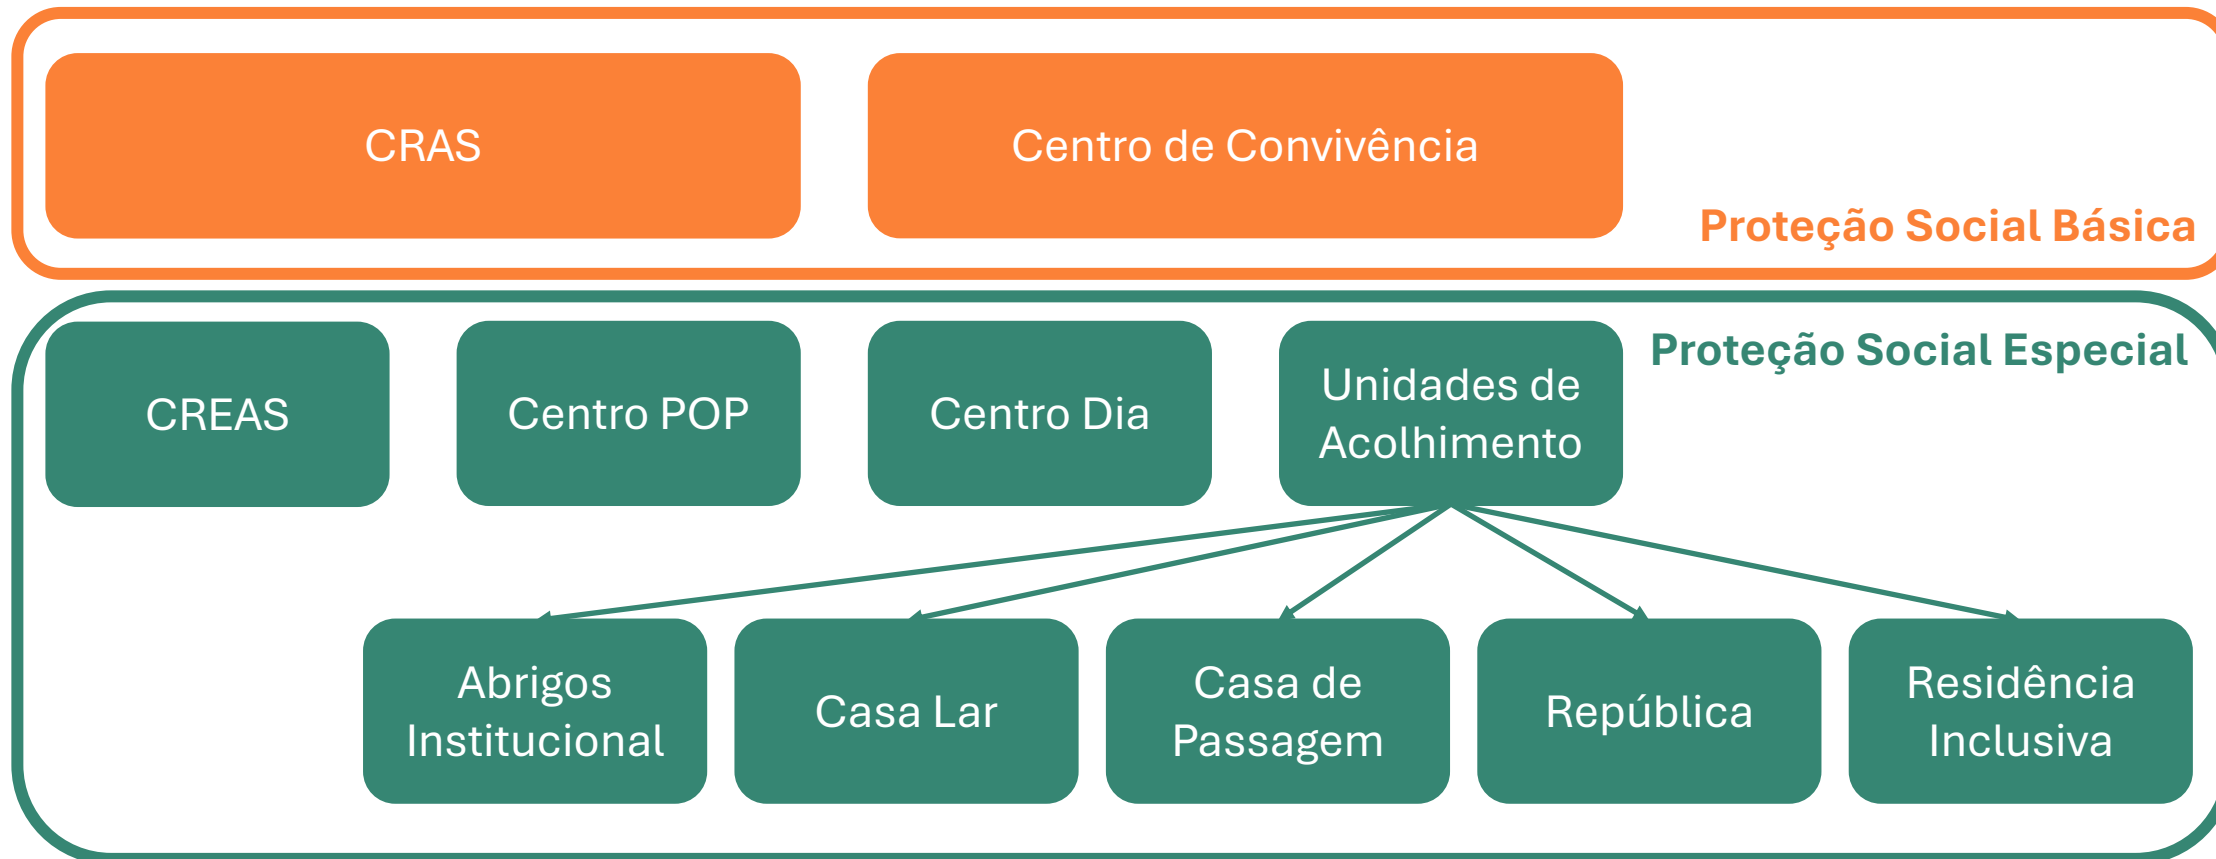 CRAS
Centro de Convivência
Proteção Social Básica
CREAS
Centro POP
Centro Dia
Unidades de
Acolhimento
Proteção Social Especial
Abrigos
Institucional
Casa Lar
Casa de
Passagem
República
Residência
Inclusiva